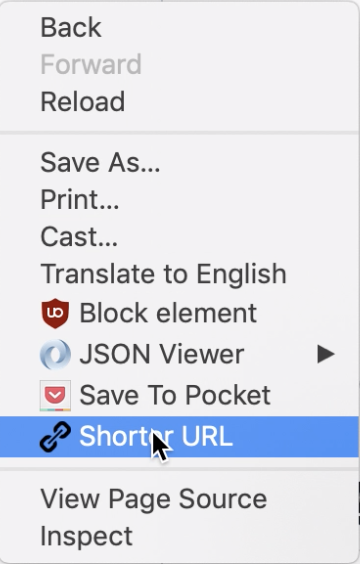 Back
Forward
Reload
Save As...
Print...
Cast...
Translate to English
Block element
JSON Viewer
Save To Pocket
Shorter URL
View Page Source
Inspect